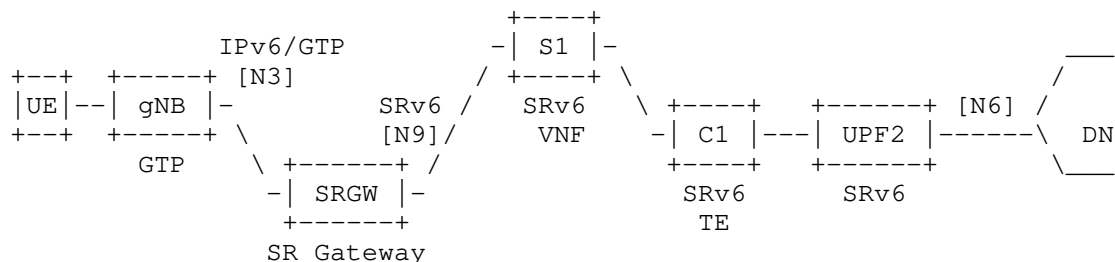 S1
IPv6/GTP
[N3]
UE gNB SRv6 SRv6 [N6]
[N9] VNF C1 UPF2 DN
GTP
SRGW SRv6 SRv6
TE
SR Gateway